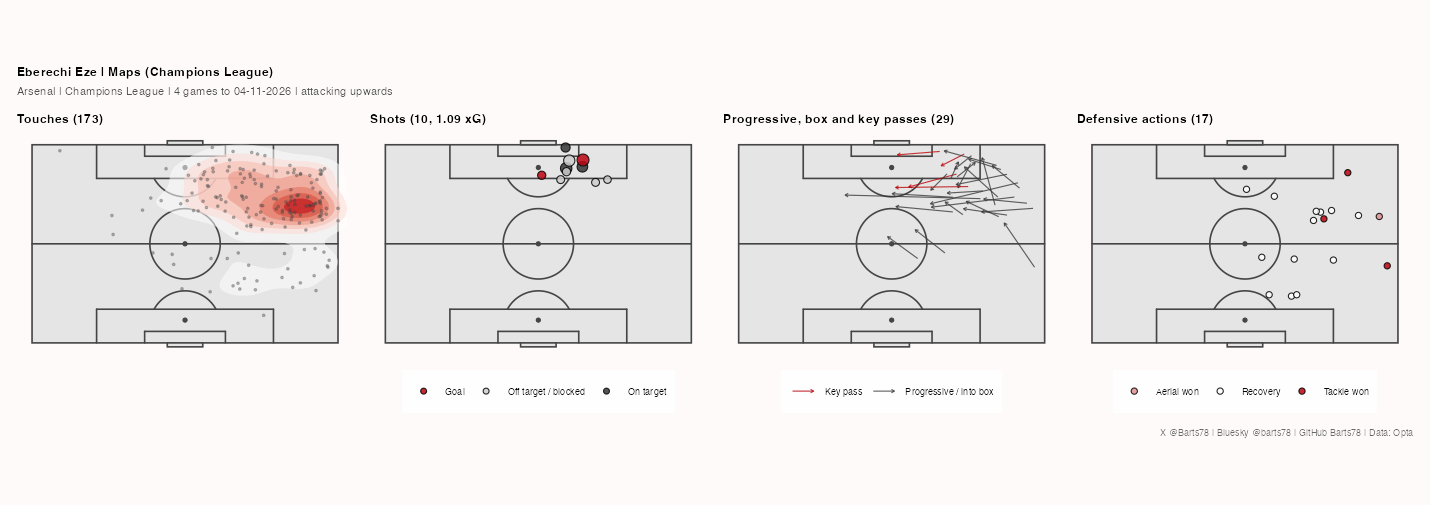 Eberechi Eze | Maps (Champions League)
Arsenal | Champions League | 4 games to 04-11-2026 | attacking upwards
Touches (173)
Shots (10, 1.09 xG)
Progressive, box and key passes (29)
Defensive actions (17)
Goal
Off target / blocked
On target
Key pass
Progressive / into box
Aerial won
Recovery
Tackle won
X @Barts78 | Bluesky @barts78 | GitHub Barts78 | Data: Opta